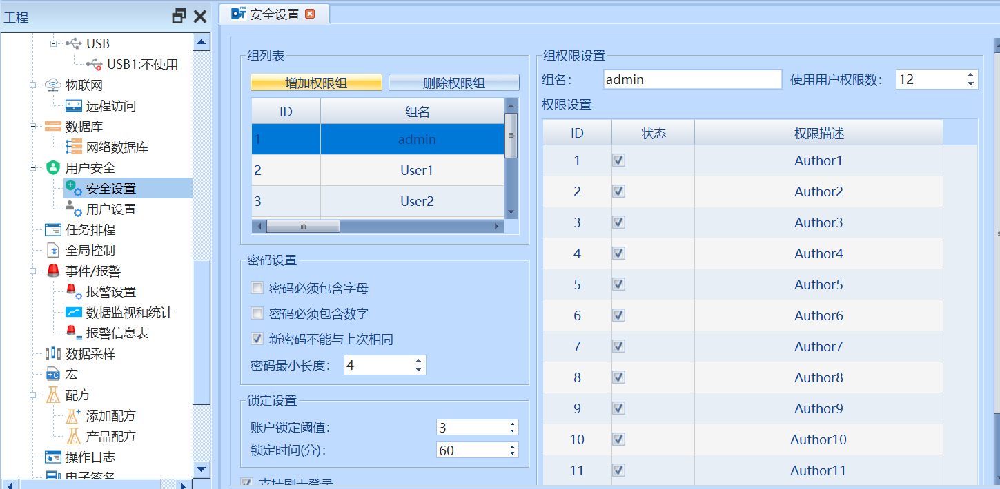 工程
USB
USB1:不使用
物联网
远程访问
数据库
网络数据库
用户安全
安全设置
用户设置
任务排程
全局控制
事件/报警
报警设置
数据监视和统计
报警信息表
数据采样
宏
配方
添加配方
产品配方
操作日志
电子签名
DT PRO 安全设置
组列表
增加权限组 删除权限组
ID 组名
1 admin
2 User1
3 User2
密码设置
密码必须包含字母
密码必须包含数字
新密码不能与上次相同
密码最小长度： 4
锁定设置
账户锁定阈值： 3
锁定时间(分)： 60
支持刷卡登录
组权限设置
组名： admin 使用用户权限数： 12
权限设置
ID 状态 权限描述
1 Author1
2 Author2
3 Author3
4 Author4
5 Author5
6 Author6
7 Author7
8 Author8
9 Author9
10 Author10
11 Author11